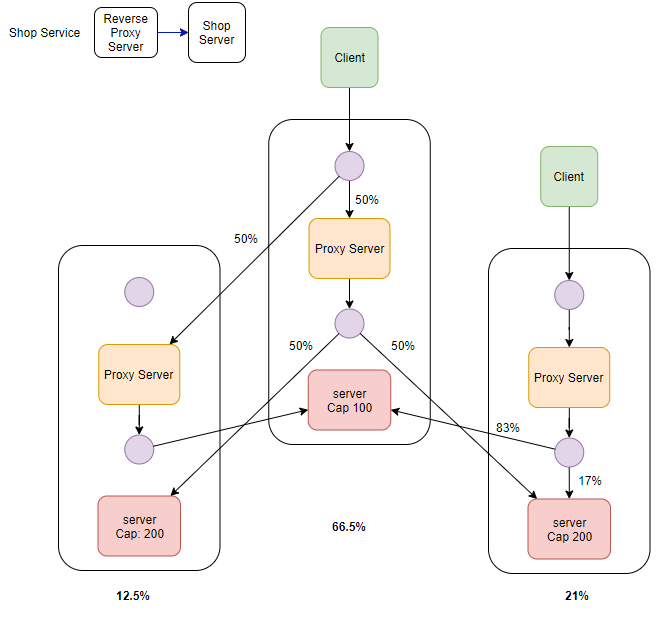 Shop Service
Reverse
Proxy
Server
Shop
Server
Client
50%
Proxy Server
50%
Client
50%
50%
Proxy Server
Proxy Server
server
Cap 100
83%
17%
server
Cap: 200
66.5%
server
Cap 200
12.5%
21%